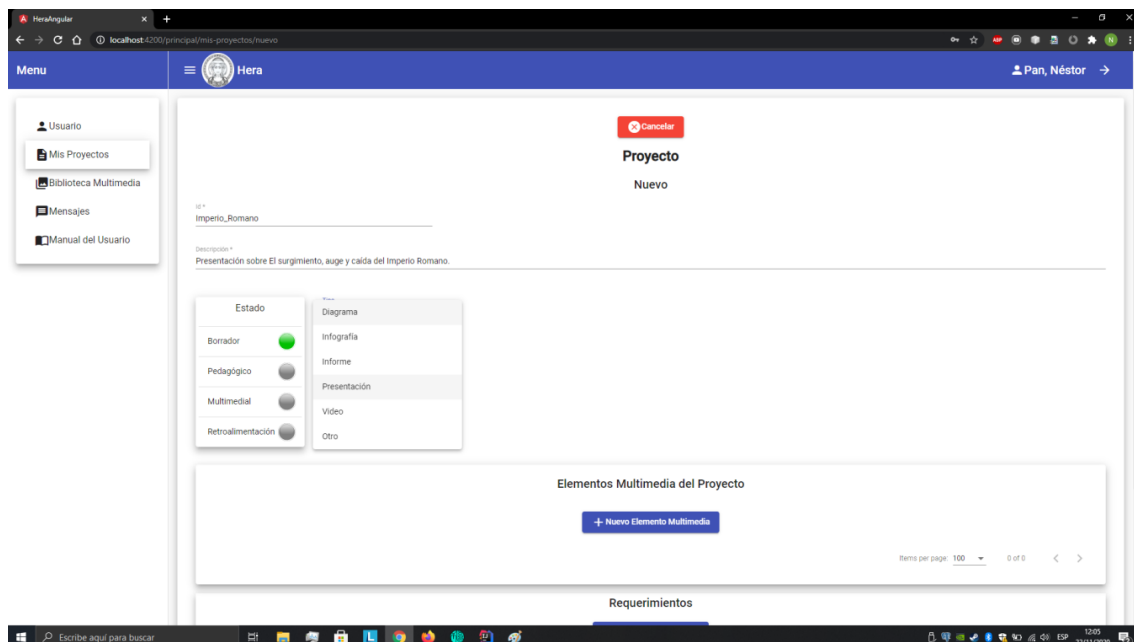 HeraAngular
localhost:4200/principal/mis-proyectos/nuevo
ABP
N
Menu
Hera
Pan, Néstor
Usuario
Mis Proyectos
Biblioteca Multimedia
Mensajes
Manual del Usuario
Cancelar
Proyecto
Nuevo
Id *
Imperio_Romano
Descripción *
Presentación sobre El surgimiento, auge y caída del Imperio Romano.
Estado
Borrador
Pedagógico
Multimedial
Retroalimentación
Diagrama
Infografía
Informe
Presentación
Video
Otro
Elementos Multimedia del Proyecto
Nuevo Elemento Multimedia
Items per page: 100 0 of 0
Requerimientos
Escribe aquí para buscar
ESP
12:05